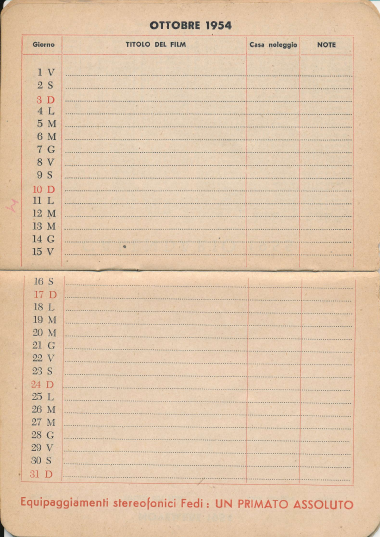 OTTOBRE 1954
Giorno TITOLO DEL FILM Casa noleggio NOTE
1 V
2 S
3 D
4 L
5 M
6 M
7 G
8 V
9 S
10 D
11 L
12 M
13 M
14 G
15 V
16 S
17 D
18 L
19 M
20 M
21 G
22 V
23 S
24 D
25 L
26 M
27 M
28 G
29 V
30 S
31 D
Equipaggiamenti stereofonici Fedi : UN PRIMATO ASSOLUTO